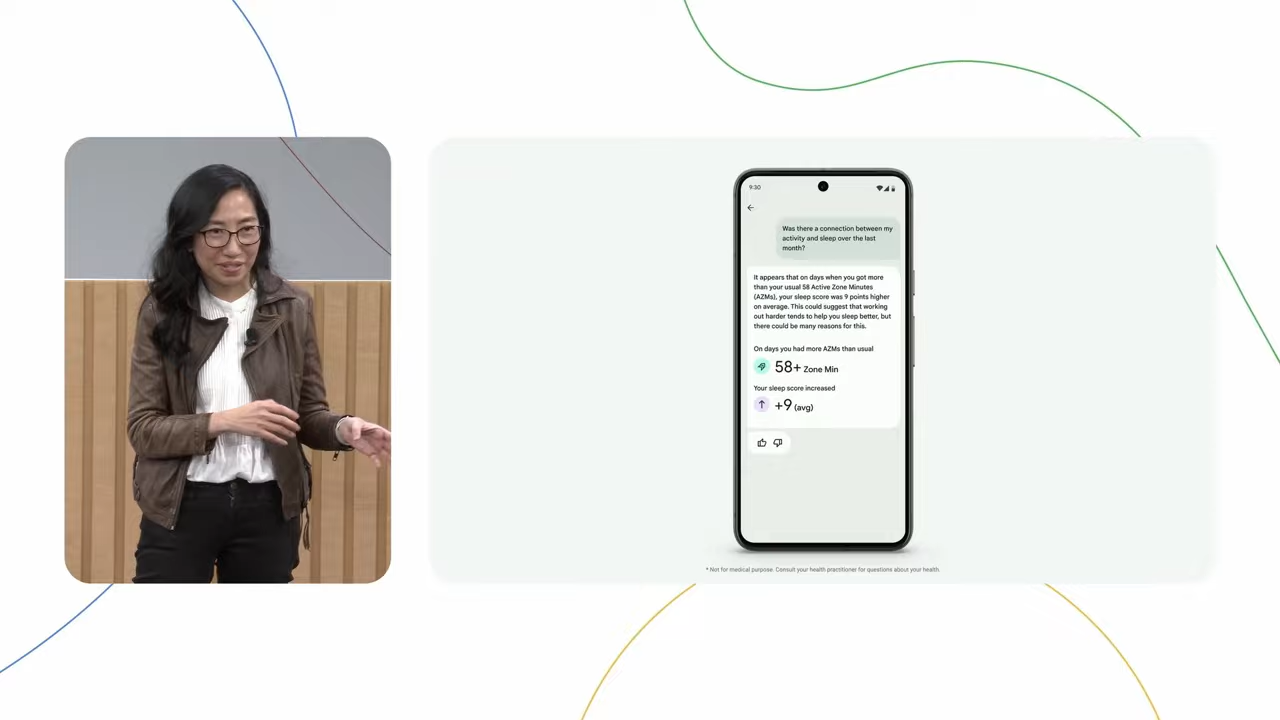 9:30
Was there a connection between my
activity and sleep over the last
month?
It appears that on days when you got more
than your usual 58 Active Zone Minutes
(AZMs), your sleep score was 9 points higher
on average. This could suggest that working
out harder tends to help you sleep better, but
there could be many reasons for this.
On days you had more AZMs than usual
58+ Zone Min
Your sleep score increased
+9 (avg)
* Not for medical purpose. Consult your health practitioner for questions about your health.